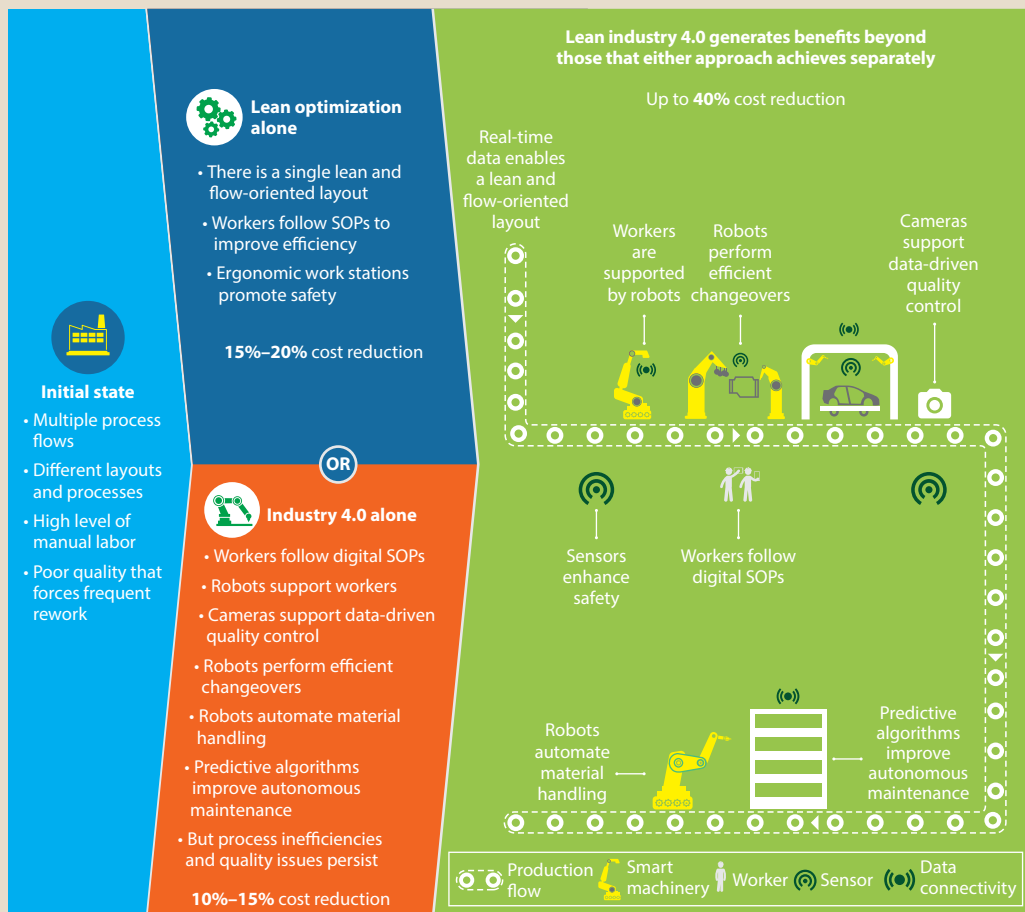 Initial state
• Multiple process
flows
• Different layouts
and processes
• High level of
manual labor
• Poor quality that
forces frequent
rework
Lean optimization
alone
• There is a single lean and
flow-oriented layout
• Workers follow SOPs to
improve efficiency
• Ergonomic work stations
promote safety
15%–20% cost reduction
OR
Industry 4.0 alone
• Workers follow digital SOPs
• Robots support workers
• Cameras support data-driven
quality control
• Robots perform efficient
changeovers
• Robots automate material
handling
• Predictive algorithms
improve autonomous
maintenance
• But process inefficiencies
and quality issues persist
10%–15% cost reduction
Lean industry 4.0 generates benefits beyond
those that either approach achieves separately
Up to 40% cost reduction
Real-time
data enables
a lean and
flow-oriented
layout
Workers
are
supported
by robots
Robots
perform
efficient
changeovers
Cameras
support
data-driven
quality
control
Sensors
enhance
safety
Workers follow
digital SOPs
Robots
automate
material
handling
Predictive
algorithms
improve
autonomous
maintenance
Production
flow
Smart
machinery
Worker
Sensor
Data
connectivity